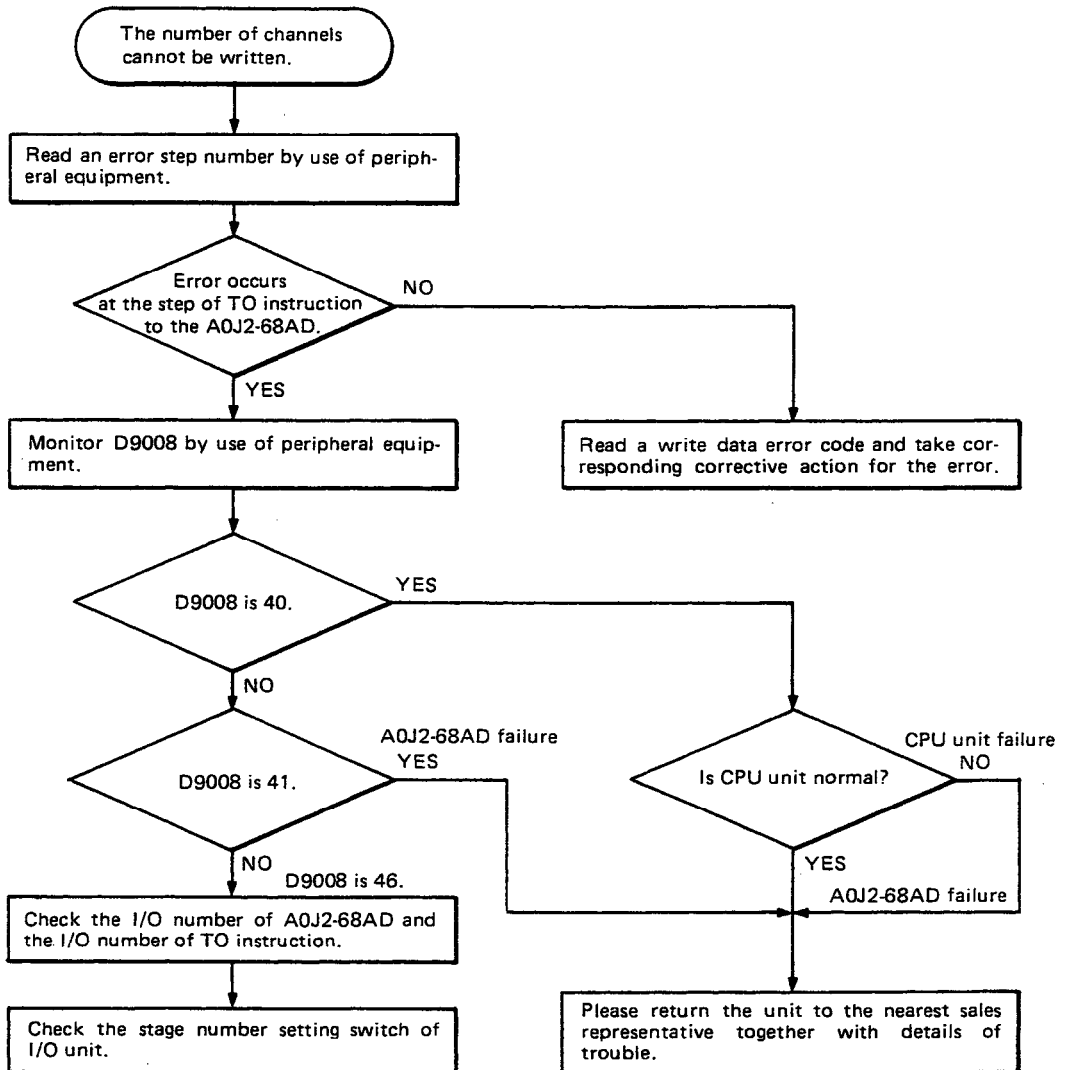 The number of channels
cannot be written.
Read an error step number by use of periph-
eral equipment.
Error occurs
at the step of TO instruction
to the A0J2-68AD.
NO
YES
Monitor D9008 by use of peripheral equip-
ment.
Read a write data error code and take cor-
responding corrective action for the error.
D9008 is 40.
YES
NO
D9008 is 41.
A0J2-68AD failure
YES
Is CPU unit normal?
CPU unit failure
NO
NO
D9008 is 46.
YES
A0J2-68AD failure
Check the I/O number of A0J2-68AD and
the I/O number of TO instruction.
Check the stage number setting switch of
I/O unit.
Please return the unit to the nearest sales
representative together with details of
trouble.